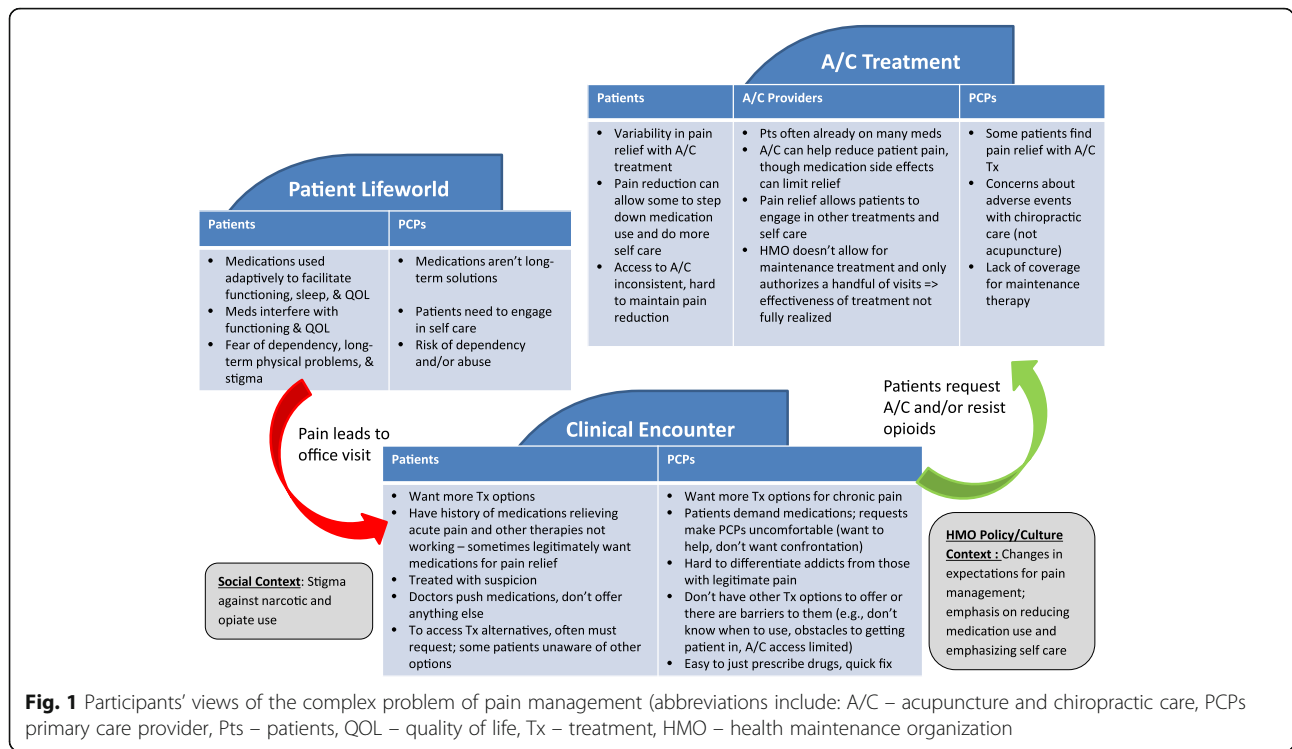 A/C Treatment
Patients
• Variability in pain
relief with A/C
treatment
• Pain reduction can
allow some to step
down medication
use and do more
self care
• Access to A/C
inconsistent, hard
to maintain pain
reduction
A/C Providers
• Pts often already on many meds
• A/C can help reduce patient pain,
though medication side effects
can limit relief
• Pain relief allows patients to
engage in other treatments and
self care
• HMO doesn't allow for
maintenance treatment and only
authorizes a handful of visits =>
effectiveness of treatment not
fully realized
PCPs
• Some patients find
pain relief with A/C
Tx
• Concerns about
adverse events
with chiropractic
care (not
acupuncture)
• Lack of coverage
for maintenance
therapy
Patient Lifeworld
Patients
• Medications used
adaptively to facilitate
functioning, sleep, & QOL
• Meds interfere with
functioning & QOL
• Fear of dependency, long-
term physical problems, &
stigma
PCPs
• Medications aren't long-
term solutions
• Patients need to engage
in self care
• Risk of dependency
and/or abuse
Pain leads to
office visit
Patients request
A/C and/or resist
opioids
Clinical Encounter
Patients
• Want more Tx options
• Have history of medications relieving
acute pain and other therapies not
working – sometimes legitimately want
medications for pain relief
• Treated with suspicion
• Doctors push medications, don't offer
anything else
• To access Tx alternatives, often must
request; some patients unaware of other
options
PCPs
• Want more Tx options for chronic pain
• Patients demand medications; requests
make PCPs uncomfortable (want to
help, don't want confrontation)
• Hard to differentiate addicts from those
with legitimate pain
• Don't have other Tx options to offer or
there are barriers to them (e.g., don't
know when to use, obstacles to getting
patient in, A/C access limited)
• Easy to just prescribe drugs, quick fix
Social Context: Stigma
against narcotic and
opiate use
HMO Policy/Culture
Context : Changes in
expectations for pain
management;
emphasis on reducing
medication use and
emphasizing self care
Fig. 1 Participants' views of the complex problem of pain management (abbreviations include: A/C – acupuncture and chiropractic care, PCPs
primary care provider, Pts – patients, QOL – quality of life, Tx – treatment, HMO – health maintenance organization